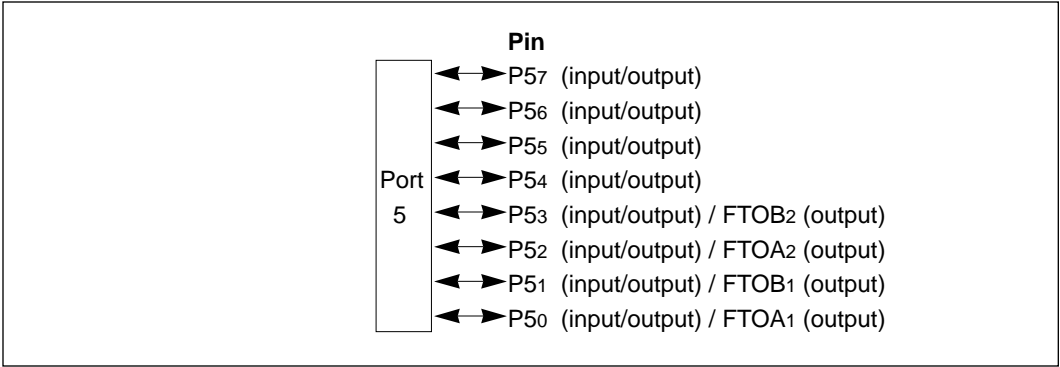 Pin
P57 (input/output)
P56 (input/output)
P55 (input/output)
Port P54 (input/output)
5 P53 (input/output) / FTOB2 (output)
P52 (input/output) / FTOA2 (output)
P51 (input/output) / FTOB1 (output)
P50 (input/output) / FTOA1 (output)